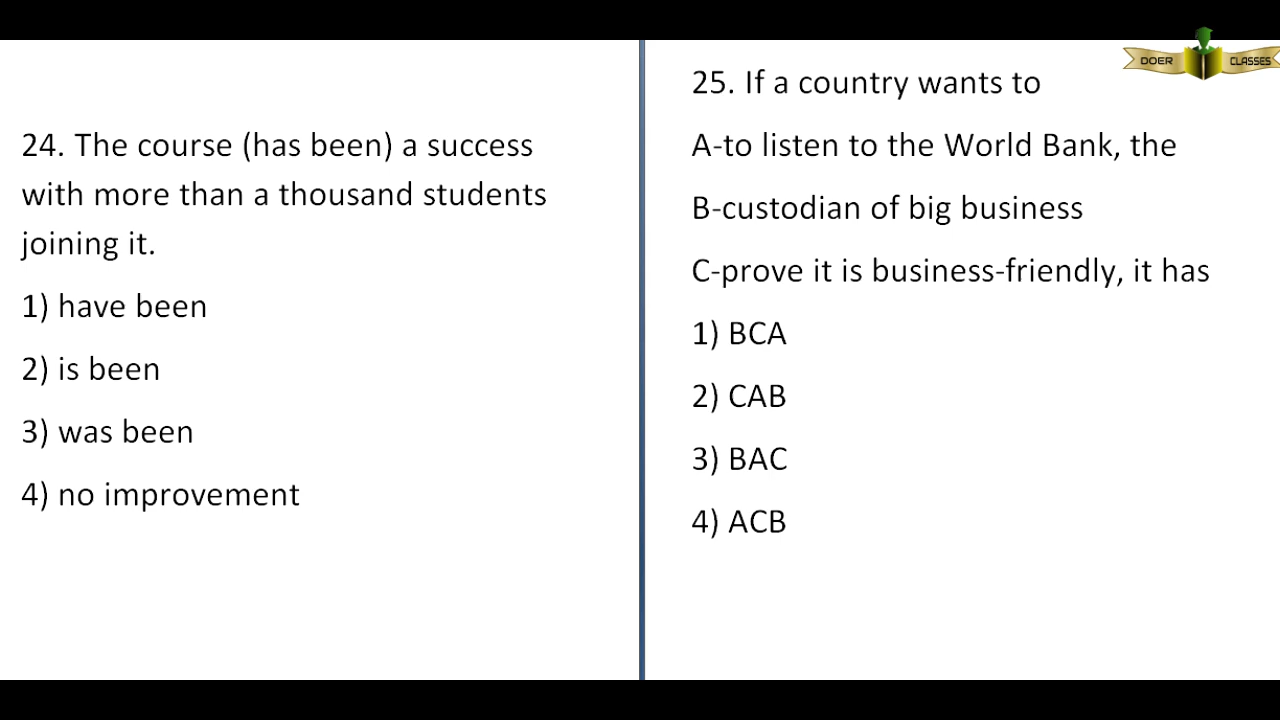 DOER CLASSES
24. The course (has been) a success
with more than a thousand students
joining it.
1) have been
2) is been
3) was been
4) no improvement
25. If a country wants to
A-to listen to the World Bank, the
B-custodian of big business
C-prove it is business-friendly, it has
1) BCA
2) CAB
3) BAC
4) ACB